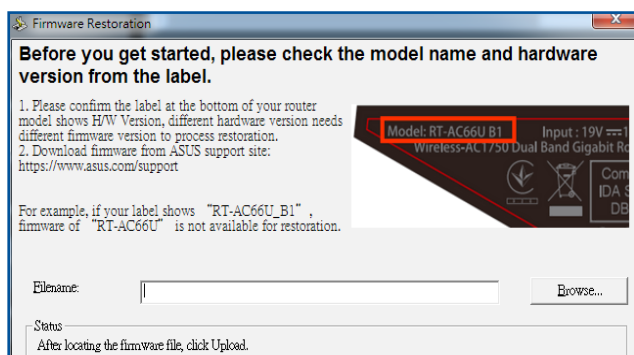 Firmware Restoration
Before you get started, please check the model name and hardware
version from the label.
1. Please confirm the label at the bottom of your router
model shows H/W Version, different hardware version needs
different firmware version to process restoration.
2. Download firmware from ASUS support site:
https://www.asus.com/support
For example, if your label shows “RT-AC66U_B1”,
firmware of “RT-AC66U” is not available for restoration.
Model: RT-AC66U B1 Input : 19V
Wireless-AC1750 Dual Band Gigabit
Com
IDA S
DB
Filename:
Browse...
Status
After locating the firmware file, click Upload.